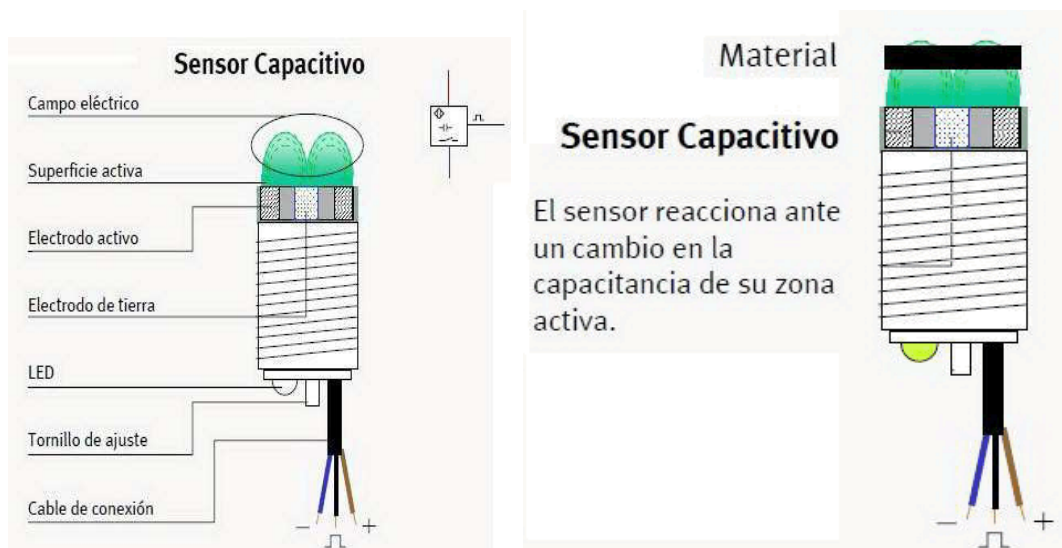 Sensor Capacitivo
Campo eléctrico
Superficie activa
Electrodo activo
Electrodo de tierra
LED
Tornillo de ajuste
Cable de conexión
− +
Material
Sensor Capacitivo
El sensor reacciona ante
un cambio en la
capacitancia de su zona
activa.
− +